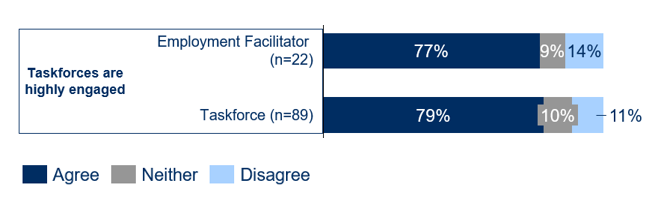 Taskforces are
highly engaged
Employment Facilitator
(n=22)
77%
9%
14%
Taskforce (n=89)
79%
10%
11%
Agree
Neither
Disagree